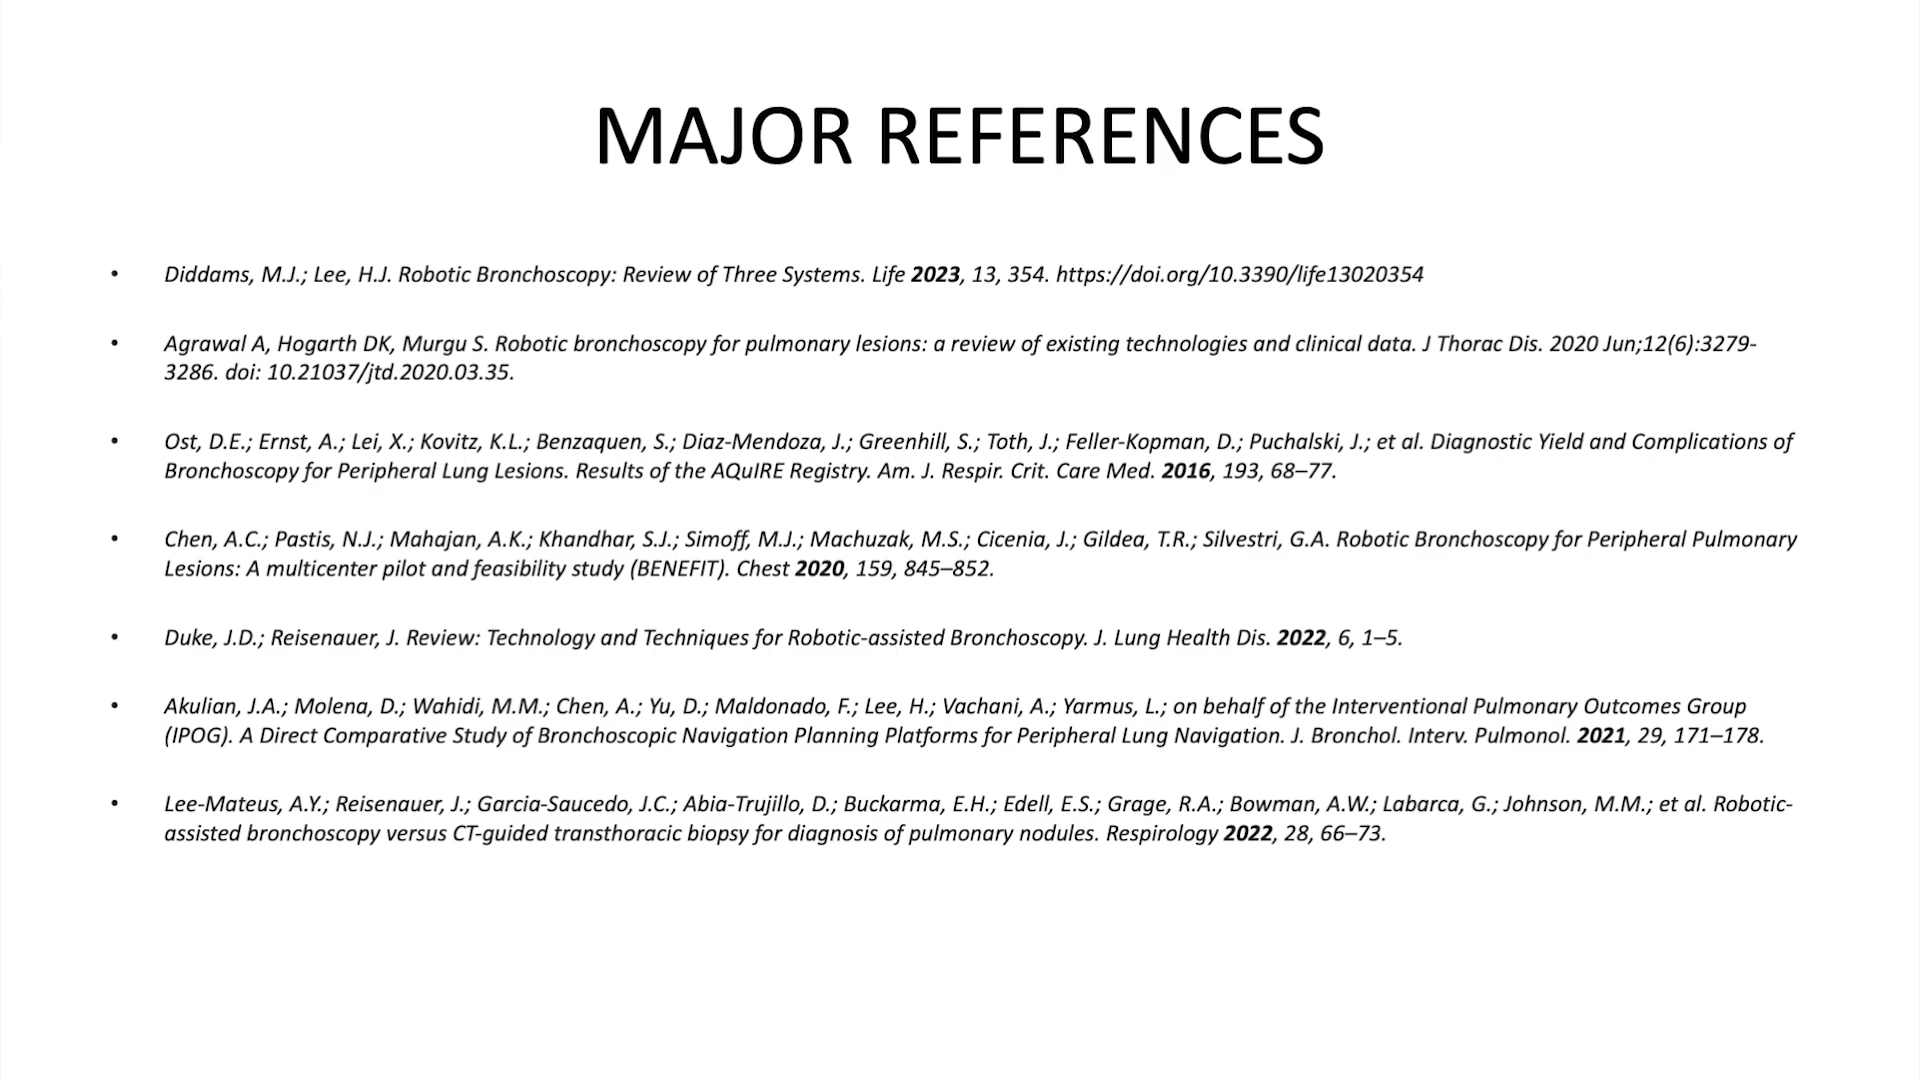 MAJOR REFERENCES
• Diddams, M.J.; Lee, H.J. Robotic Bronchoscopy: Review of Three Systems. Life 2023, 13, 354. https://doi.org/10.3390/life13020354
• Agrawal A, Hogarth DK, Murgu S. Robotic bronchoscopy for pulmonary lesions: a review of existing technologies and clinical data. J Thorac Dis. 2020 Jun;12(6):3279-
3286. doi: 10.21037/jtd.2020.03.35.
• Ost, D.E.; Ernst, A.; Lei, X.; Kovitz, K.L.; Benzaquen, S.; Diaz-Mendoza, J.; Greenhill, S.; Toth, J.; Feller-Kopman, D.; Puchalski, J.; et al. Diagnostic Yield and Complications of
Bronchoscopy for Peripheral Lung Lesions. Results of the AQuIRE Registry. Am. J. Respir. Crit. Care Med. 2016, 193, 68–77.
• Chen, A.C.; Pastis, N.J.; Mahajan, A.K.; Khandhar, S.J.; Simoff, M.J.; Machuzak, M.S.; Cicenia, J.; Gildea, T.R.; Silvestri, G.A. Robotic Bronchoscopy for Peripheral Pulmonary
Lesions: A multicenter pilot and feasibility study (BENEFIT). Chest 2020, 159, 845–852.
• Duke, J.D.; Reisenauer, J. Review: Technology and Techniques for Robotic-assisted Bronchoscopy. J. Lung Health Dis. 2022, 6, 1–5.
• Akulian, J.A.; Molena, D.; Wahidi, M.M.; Chen, A.; Yu, D.; Maldonado, F.; Lee, H.; Vachani, A.; Yarmus, L.; on behalf of the Interventional Pulmonary Outcomes Group
(IPOG). A Direct Comparative Study of Bronchoscopic Navigation Planning Platforms for Peripheral Lung Navigation. J. Bronchol. Interv. Pulmonol. 2021, 29, 171–178.
• Lee-Mateus, A.Y.; Reisenauer, J.; Garcia-Saucedo, J.C.; Abia-Trujillo, D.; Buckarma, E.H.; Edell, E.S.; Grage, R.A.; Bowman, A.W.; Labarca, G.; Johnson, M.M.; et al. Robotic-
assisted bronchoscopy versus CT-guided transthoracic biopsy for diagnosis of pulmonary nodules. Respirology 2022, 28, 66–73.